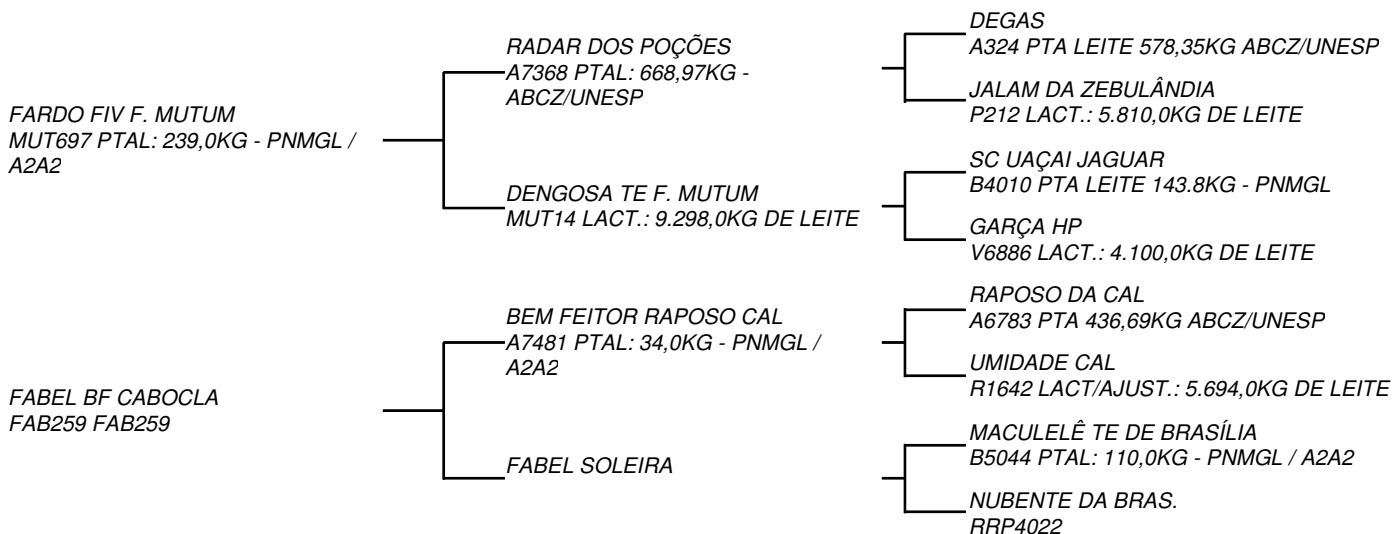 FARDO FIV F. MUTUM
MUT697 PTAL: 239,0KG - PNMGL /
A2A2
FABEL BF CABOCLA
FAB259 FAB259
RADAR DOS POÇÕES
A7368 PTAL: 668,97KG -
ABCZ/UNESP
DENGOSA TE F. MUTUM
MUT14 LACT.: 9.298,0KG DE LEITE
BEM FEITOR RAPOSO CAL
A7481 PTAL: 34,0KG - PNMGL /
A2A2
FABEL SOLEIRA
DEGAS
A324 PTA LEITE 578,35KG ABCZ/UNESP
JALAM DA ZEBULÂNDIA
P212 LACT.: 5.810,0KG DE LEITE
SC UAÇAI JAGUAR
B4010 PTA LEITE 143.8KG - PNMGL
GARÇA HP
V6886 LACT.: 4.100,0KG DE LEITE
RAPOSO DA CAL
A6783 PTA 436,69KG ABCZ/UNESP
UMIDADE CAL
R1642 LACT/AJUST.: 5.694,0KG DE LEITE
MACULELÊ TE DE BRASÍLIA
B5044 PTAL: 110,0KG - PNMGL / A2A2
NUBENTE DA BRAS.
RRP4022